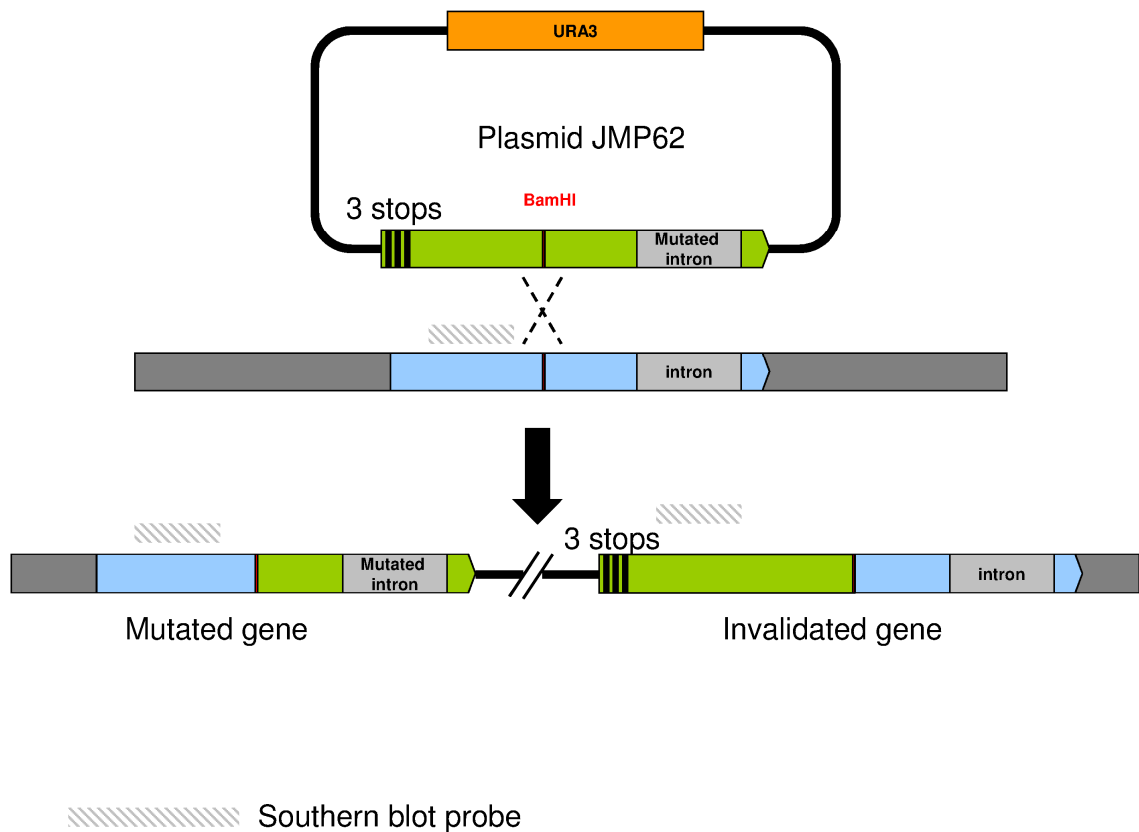 URA3
Plasmid JMP62
BamHI
3 stops
Mutated
intron
intron
3 stops
Mutated
intron
intron
Mutated gene
Invalidated gene
Southern blot probe